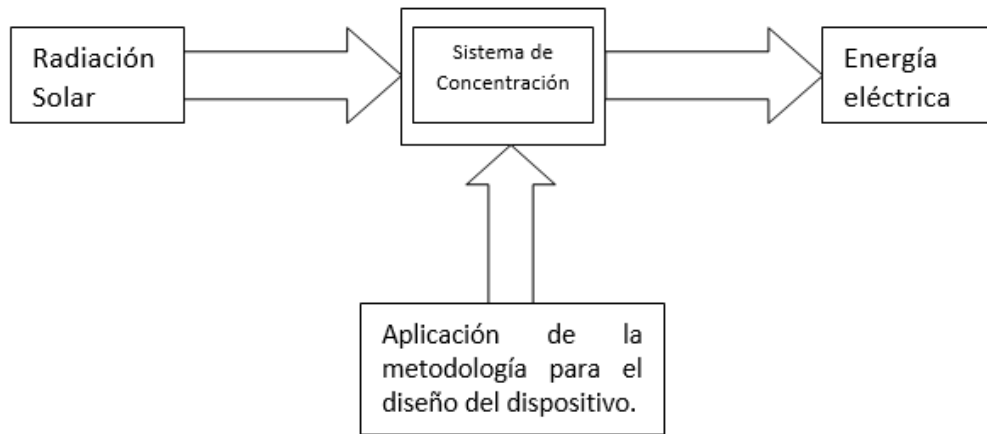 Radiación
Solar
Sistema de
Concentración
Energía
eléctrica
Aplicación de la
metodología para el
diseño del dispositivo.